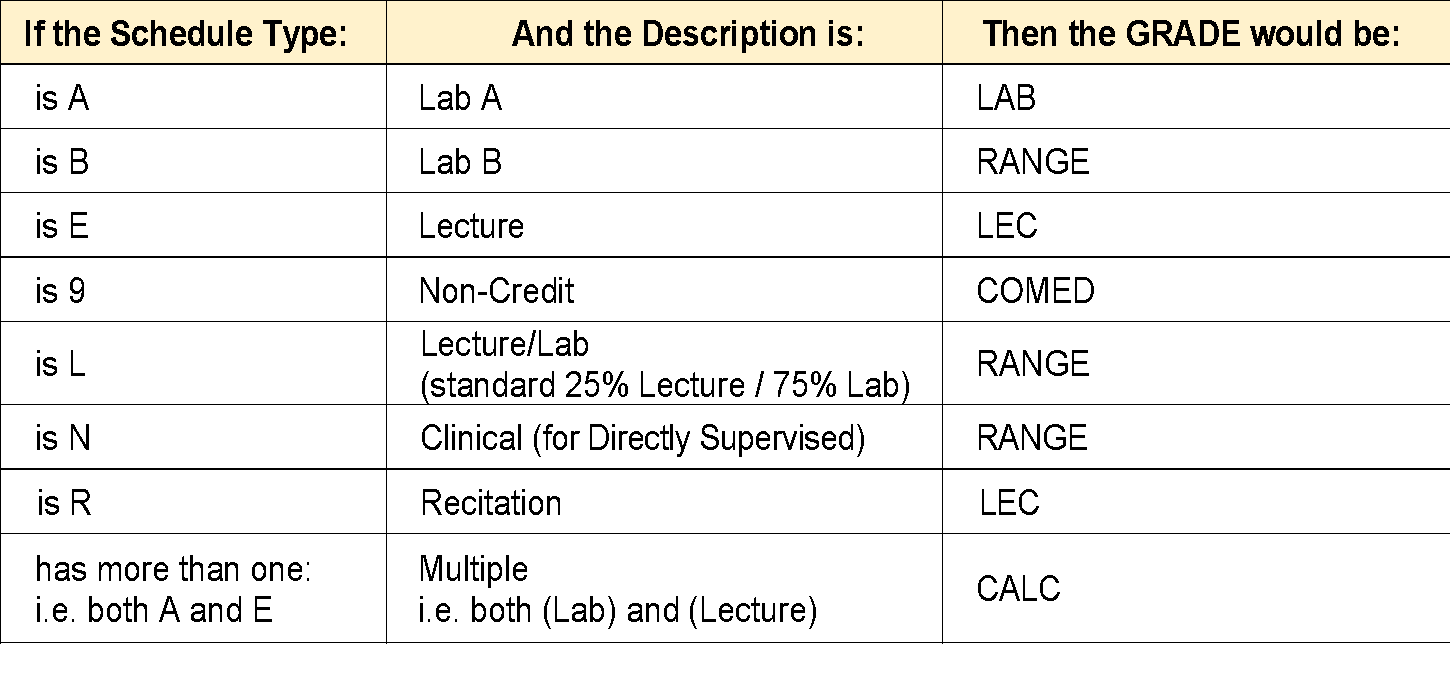 If the Schedule Type: And the Description is: Then the GRADE would be:
is A Lab A LAB
is B Lab B RANGE
is E Lecture LEC
is 9 Non-Credit COMED
is L Lecture/Lab
(standard 25% Lecture / 75% Lab) RANGE
is N Clinical (for Directly Supervised) RANGE
is R Recitation LEC
has more than one: Multiple
i.e. both A and E i.e. both (Lab) and (Lecture) CALC